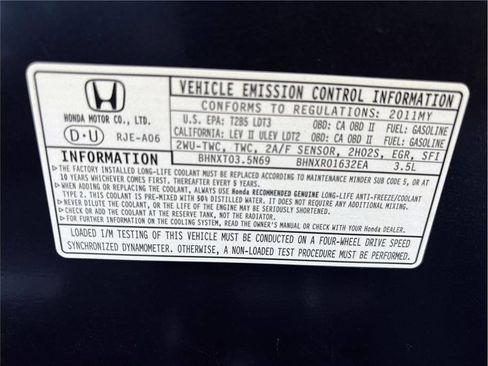 VEHICLE EMISSION CONTROL INFORMATION
HONDA MOTOR CO., LTD.
CONFORMS TO REGULATIONS: 2011MY
U.S. EPA: T2B5 LDT3 OBD: CA OBD II FUEL: GASOLINE
D·U RJE-A06
CALIFORNIA: LEV II ULEV LDT2 OBD: CA OBD II FUEL: GASOLINE
2WU-TWC, TWC, 2A/F SENSOR, 2HO2S, EGR, SFI
INFORMATION
BHNXT03.5N69 BHNXR01632EA 3.5L
THE FACTORY INSTALLED LONG-LIFE COOLANT MUST BE REPLACED ACCORDING TO MAINTENANCE MINDER SUB CODE 5, OR AT
10 YEARS WHICHEVER COMES FIRST. THEREAFTER EVERY 5 YEARS.
WHEN ADDING OR REPLACING THE COOLANT, ALWAYS USE Honda RECOMMENDED GENUINE LONG-LIFE ANTI-FREEZE/COOLANT
TYPE 2. THIS COOLANT IS PRE-MIXED WITH 50% DISTILLED WATER. IT DOES NOT REQUIRE ANY ADDITIONAL MIXING.
NEVER DILUTE THE COOLANT, OR THE LIFE OF THE ENGINE MAY BE SERIOUSLY SHORTENED.
CHECK OR ADD COOLANT AT THE RESERVE TANK, NOT THE RADIATOR.
FOR FURTHER INFORMATION ON THE COOLING SYSTEM, READ THE OWNER'S MANUAL OR CHECK WITH YOUR Honda DEALER.
LOADED I/M TESTING OF THIS VEHICLE MUST BE CONDUCTED ON A FOUR-WHEEL DRIVE SPEED
SYNCHRONIZED DYNAMOMETER. OTHERWISE, A NON-LOADED TEST PROCEDURE MUST BE PERFORMED.